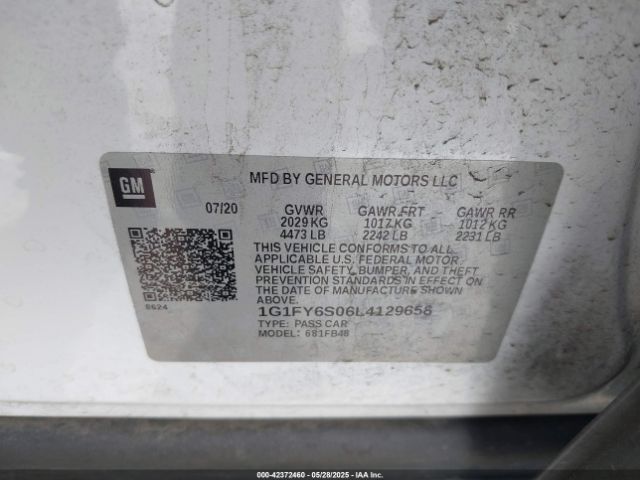 GM
MFD BY GENERAL MOTORS LLC
07/20 GVWR GAWR FRT GAWR RR
2029 KG 1017 KG 1012 KG
4473 LB 2242 LB 2231 LB
THIS VEHICLE CONFORMS TO ALL
APPLICABLE U.S. FEDERAL MOTOR
VEHICLE SAFETY, BUMPER, AND THEFT
PREVENTION STANDARDS IN EFFECT
ON THE DATE OF MANUFACTURE SHOWN
ABOVE.
8624
1G1FY6S06L4129656
TYPE: PASS CAR
MODEL: 681FB48
000-42372460 - 05/28/2025 - IAA Inc.